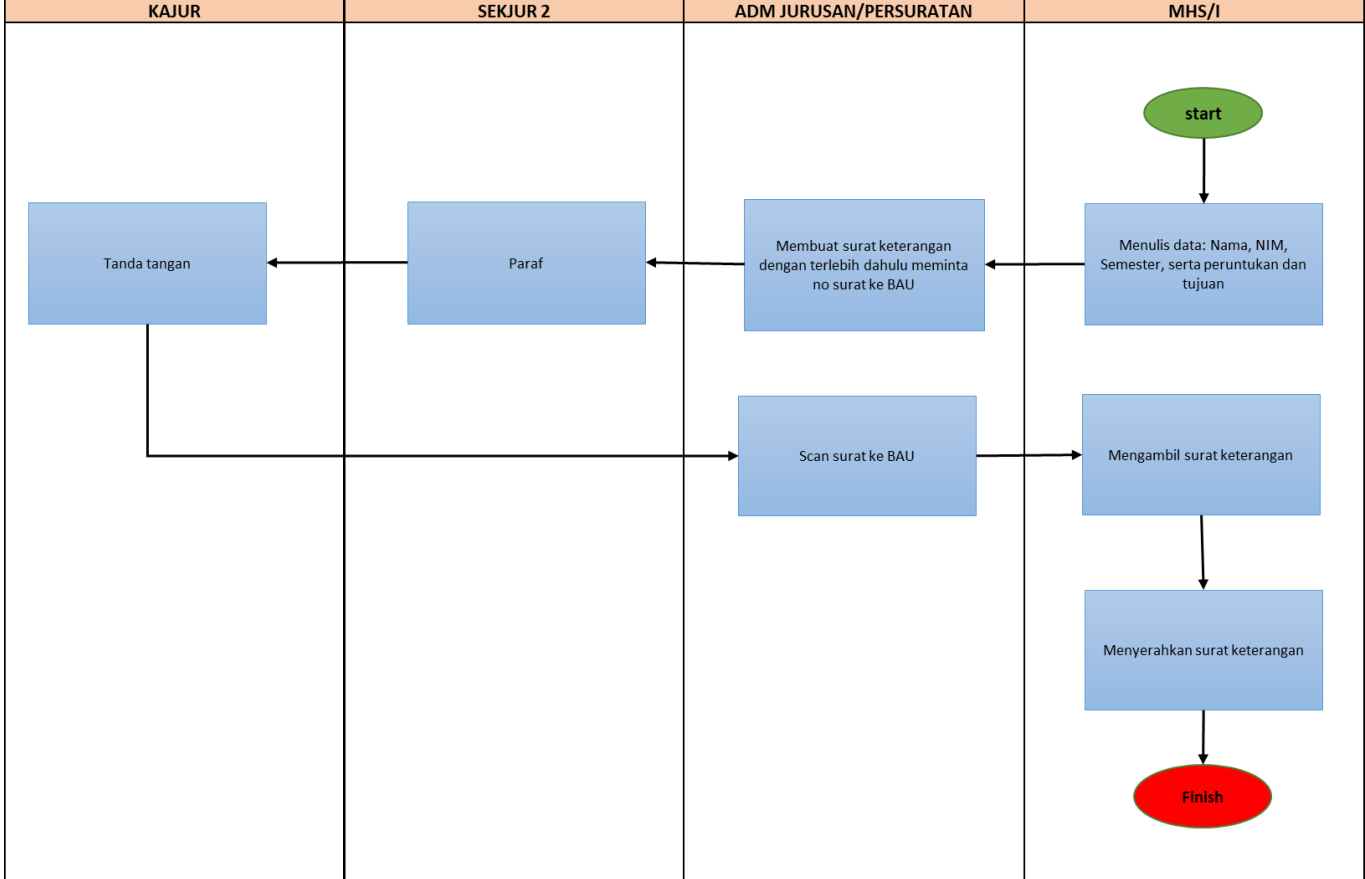 KAJUR
SEKJUR 2
ADM JURUSAN/PERSURATAN
MHS/I
start
Tanda tangan
Paraf
Membuat surat keterangan
dengan terlebih dahulu meminta
no surat ke BAU
Menulis data: Nama, NIM,
Semester, serta peruntukan dan
tujuan
Scan surat ke BAU
Mengambil surat keterangan
Menyerahkan surat keterangan
Finish